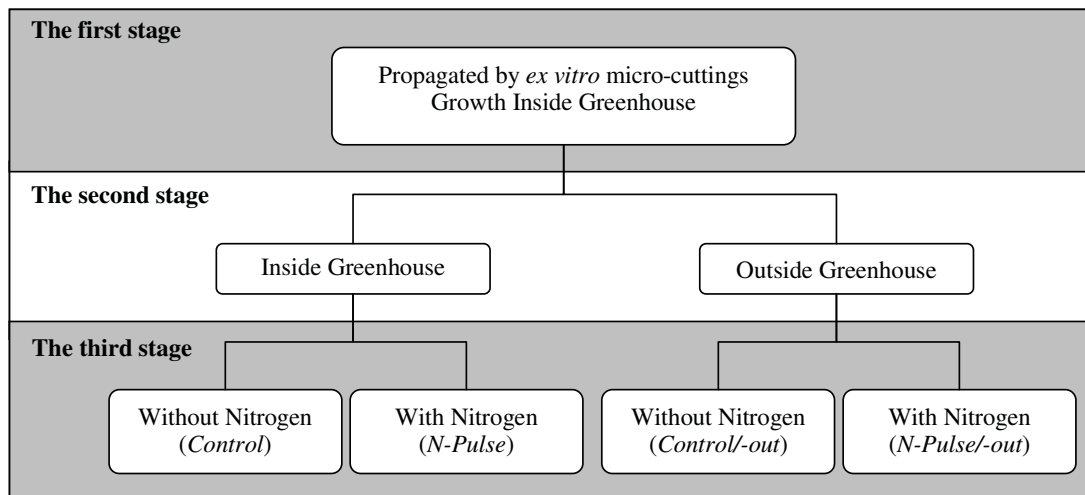 The first stage
Propagated by ex vitro micro-cuttings
Growth Inside Greenhouse
The second stage
Inside Greenhouse
Outside Greenhouse
The third stage
Without Nitrogen
(Control)
With Nitrogen
(N-Pulse)
Without Nitrogen
(Control/-out)
With Nitrogen
(N-Pulse/-out)